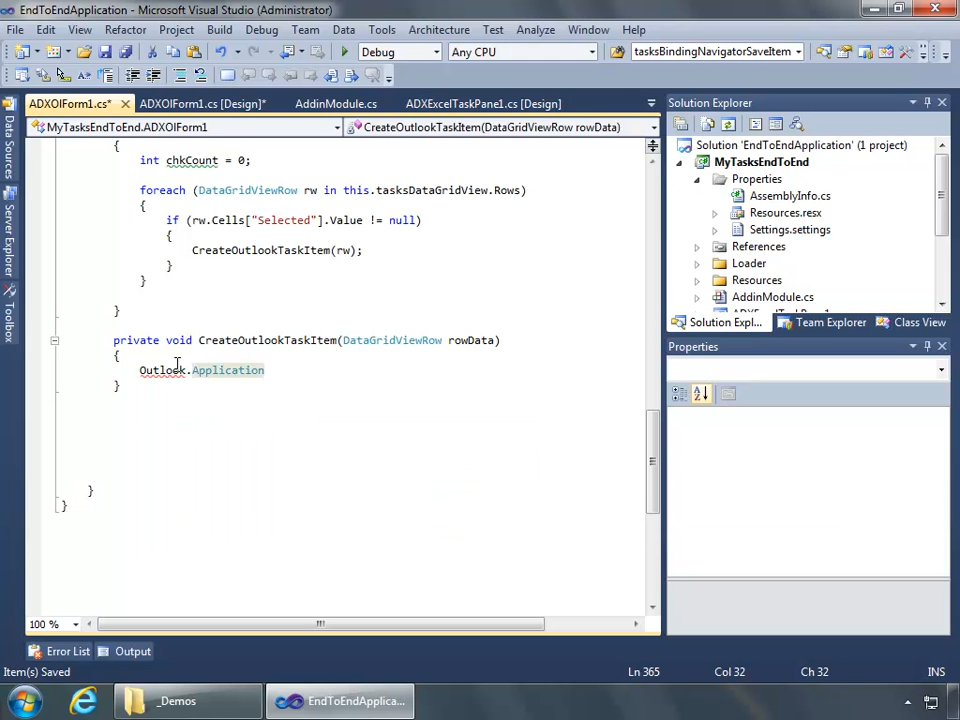 EndToEndApplication - Microsoft Visual Studio (Administrator)
File Edit View Refactor Project Build Debug Team Data Tools Architecture Test Analyze Window Help
Debug Any CPU tasksBindingNavigatorSaveItem
ADXOlForm1.cs* ADXOlForm1.cs [Design]* AddinModule.cs ADXExcelTaskPane1.cs [Design]
MyTasksEndToEnd.ADXOlForm1 CreateOutlookTaskItem(DataGridViewRow rowData)
{
int chkCount = 0;
foreach (DataGridViewRow rw in this.tasksDataGridView.Rows)
{
if (rw.Cells["Selected"].Value != null)
{
CreateOutlookTaskItem(rw);
}
}
}
private void CreateOutlookTaskItem(DataGridViewRow rowData)
{
Outlook.Application
}
}
}
100 %
Data Sources
Server Explorer
Toolbox
Solution Explorer
Solution 'EndToEndApplication' (1 project)
MyTasksEndToEnd
Properties
AssemblyInfo.cs
Resources.resx
Settings.settings
References
Loader
Resources
AddinModule.cs
Solution Expl... Team Explorer Class View
Properties
Error List Output
Item(s) Saved Ln 365 Col 32 Ch 32 INS
_Demos EndToEndApplica...